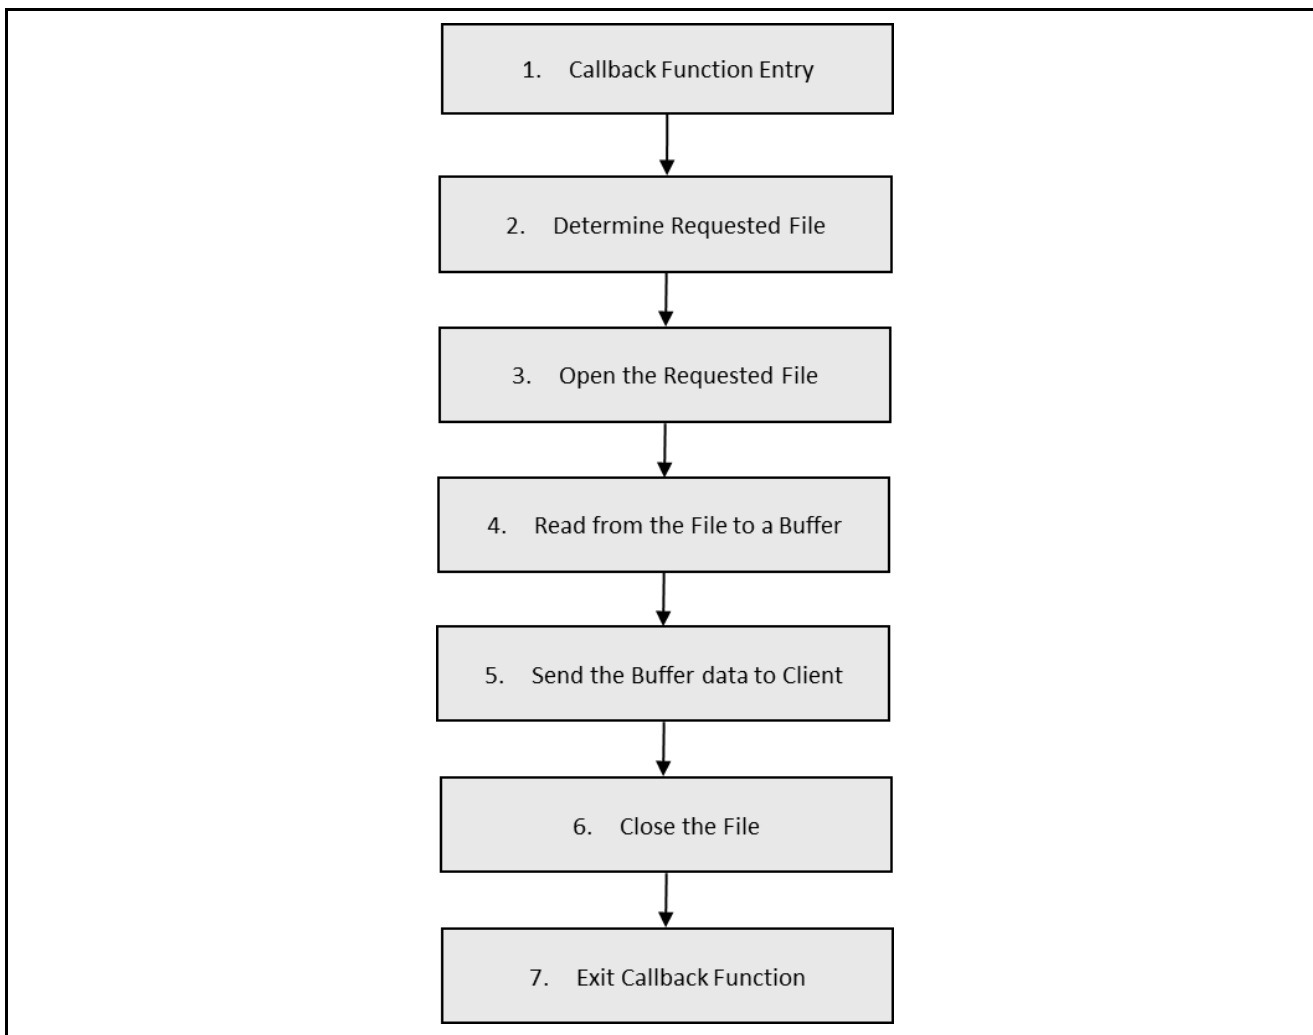 1. Callback Function Entry
2. Determine Requested File
3. Open the Requested File
4. Read from the File to a Buffer
5. Send the Buffer data to Client
6. Close the File
7. Exit Callback Function